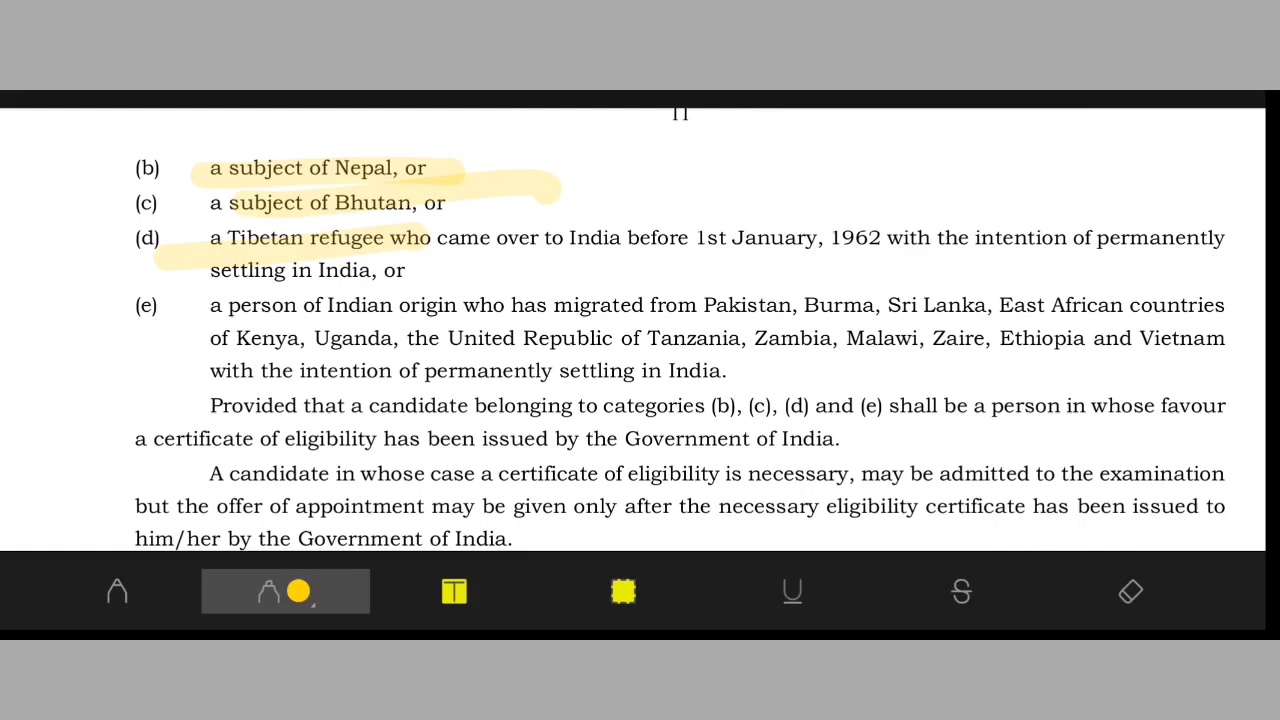 11
(b) a subject of Nepal, or
(c) a subject of Bhutan, or
(d) a Tibetan refugee who came over to India before 1st January, 1962 with the intention of permanently
settling in India, or
(e) a person of Indian origin who has migrated from Pakistan, Burma, Sri Lanka, East African countries
of Kenya, Uganda, the United Republic of Tanzania, Zambia, Malawi, Zaire, Ethiopia and Vietnam
with the intention of permanently settling in India.
Provided that a candidate belonging to categories (b), (c), (d) and (e) shall be a person in whose favour
a certificate of eligibility has been issued by the Government of India.
A candidate in whose case a certificate of eligibility is necessary, may be admitted to the examination
but the offer of appointment may be given only after the necessary eligibility certificate has been issued to
him/her by the Government of India.
T U S